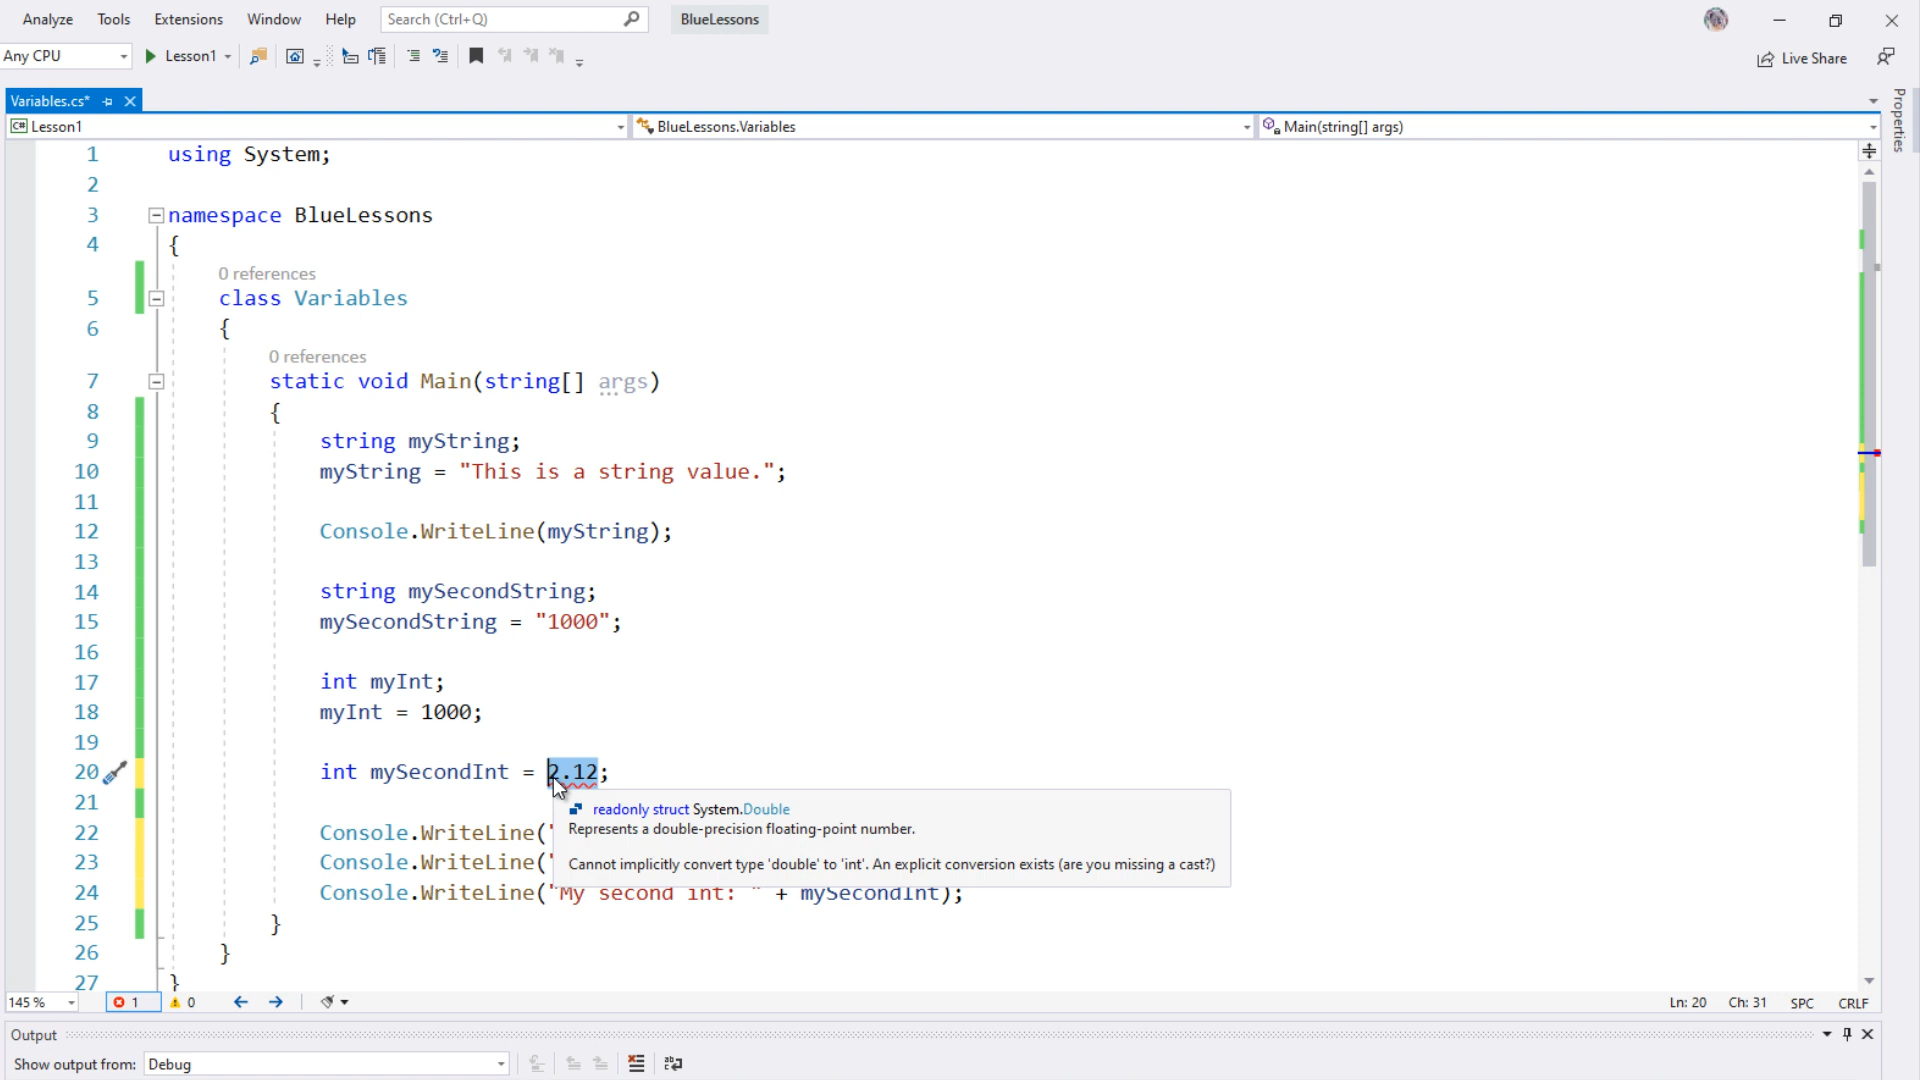 Analyze Tools Extensions Window Help Search (Ctrl+Q) BlueLessons
Any CPU Lesson1 Live Share
Properties
Variables.cs*
C# Lesson1 BlueLessons.Variables Main(string[] args)
1 using System;
2
3 namespace BlueLessons
4 {
0 references
5 class Variables
6 {
0 references
7 static void Main(string[] args)
8 {
9 string myString;
10 myString = "This is a string value.";
11
12 Console.WriteLine(myString);
13
14 string mySecondString;
15 mySecondString = "1000";
16
17 int myInt;
18 myInt = 1000;
19
20 int mySecondInt = 2.12;
21
readonly struct System.Double
22 Console.WriteLine("
Represents a double-precision floating-point number.
23 Console.WriteLine("
Cannot implicitly convert type 'double' to 'int'. An explicit conversion exists (are you missing a cast?)
24 Console.WriteLine("My second int: " + mySecondInt);
25 }
26 }
27 }
145 % 1 0 Ln: 20 Ch: 31 SPC CRLF
Output
Show output from: Debug